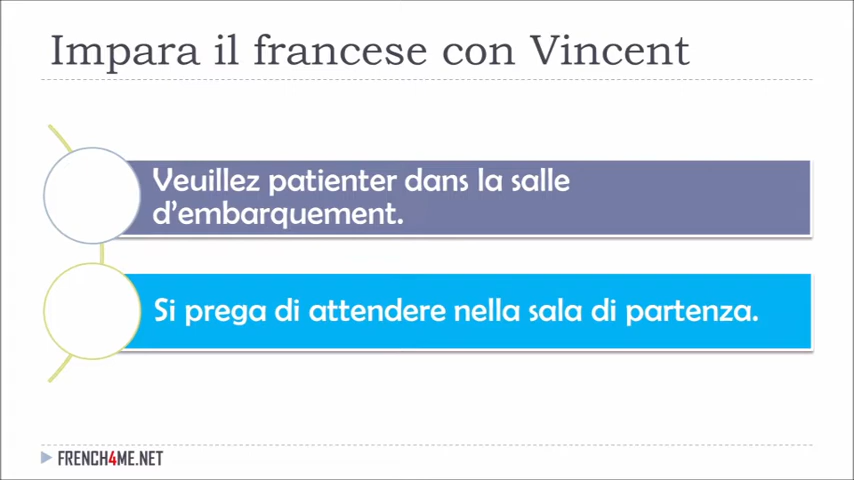 Impara il francese con Vincent
Veuillez patienter dans la salle
d'embarquement.
Si prega di attendere nella sala di partenza.
FRENCH4ME.NET